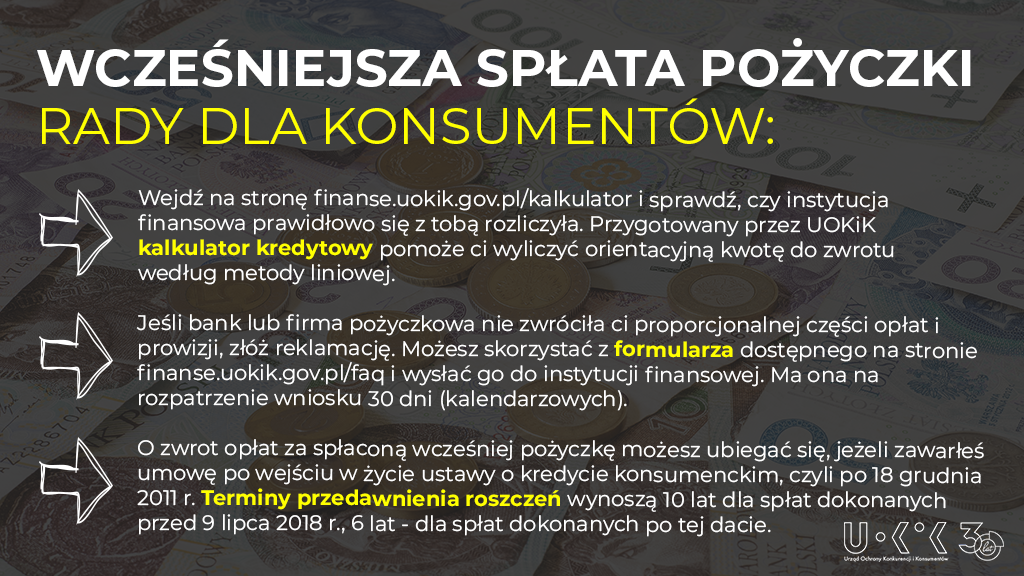 WCZEŚNIEJSZA SPŁATA POŻYCZKI
RADY DLA KONSUMENTÓW:
Wejdź na stronę finanse.uokik.gov.pl/kalkulator i sprawdź, czy instytucja
finansowa prawidłowo się z tobą rozliczyła. Przygotowany przez UOKiK
kalkulator kredytowy pomoże ci wyliczyć orientacyjną kwotę do zwrotu
według metody liniowej.
Jeśli bank lub firma pożyczkowa nie zwróciła ci proporcjonalnej części opłat i
prowizji, złóż reklamację. Możesz skorzystać z formularza dostępnego na stronie
finanse.uokik.gov.pl/faq i wysłać go do instytucji finansowej. Ma ona na
rozpatrzenie wniosku 30 dni (kalendarzowych).
O zwrot opłat za spłaconą wcześniej pożyczkę możesz ubiegać się, jeżeli zawarłeś
umowę po wejściu w życie ustawy o kredycie konsumenckim, czyli po 18 grudnia
2011 r. Terminy przedawnienia roszczeń wynoszą 10 lat dla spłat dokonanych
przed 9 lipca 2018 r., 6 lat - dla spłat dokonanych po tej dacie.
UOKiK 30 lat
Urząd Ochrony Konkurencji i Konsumentów